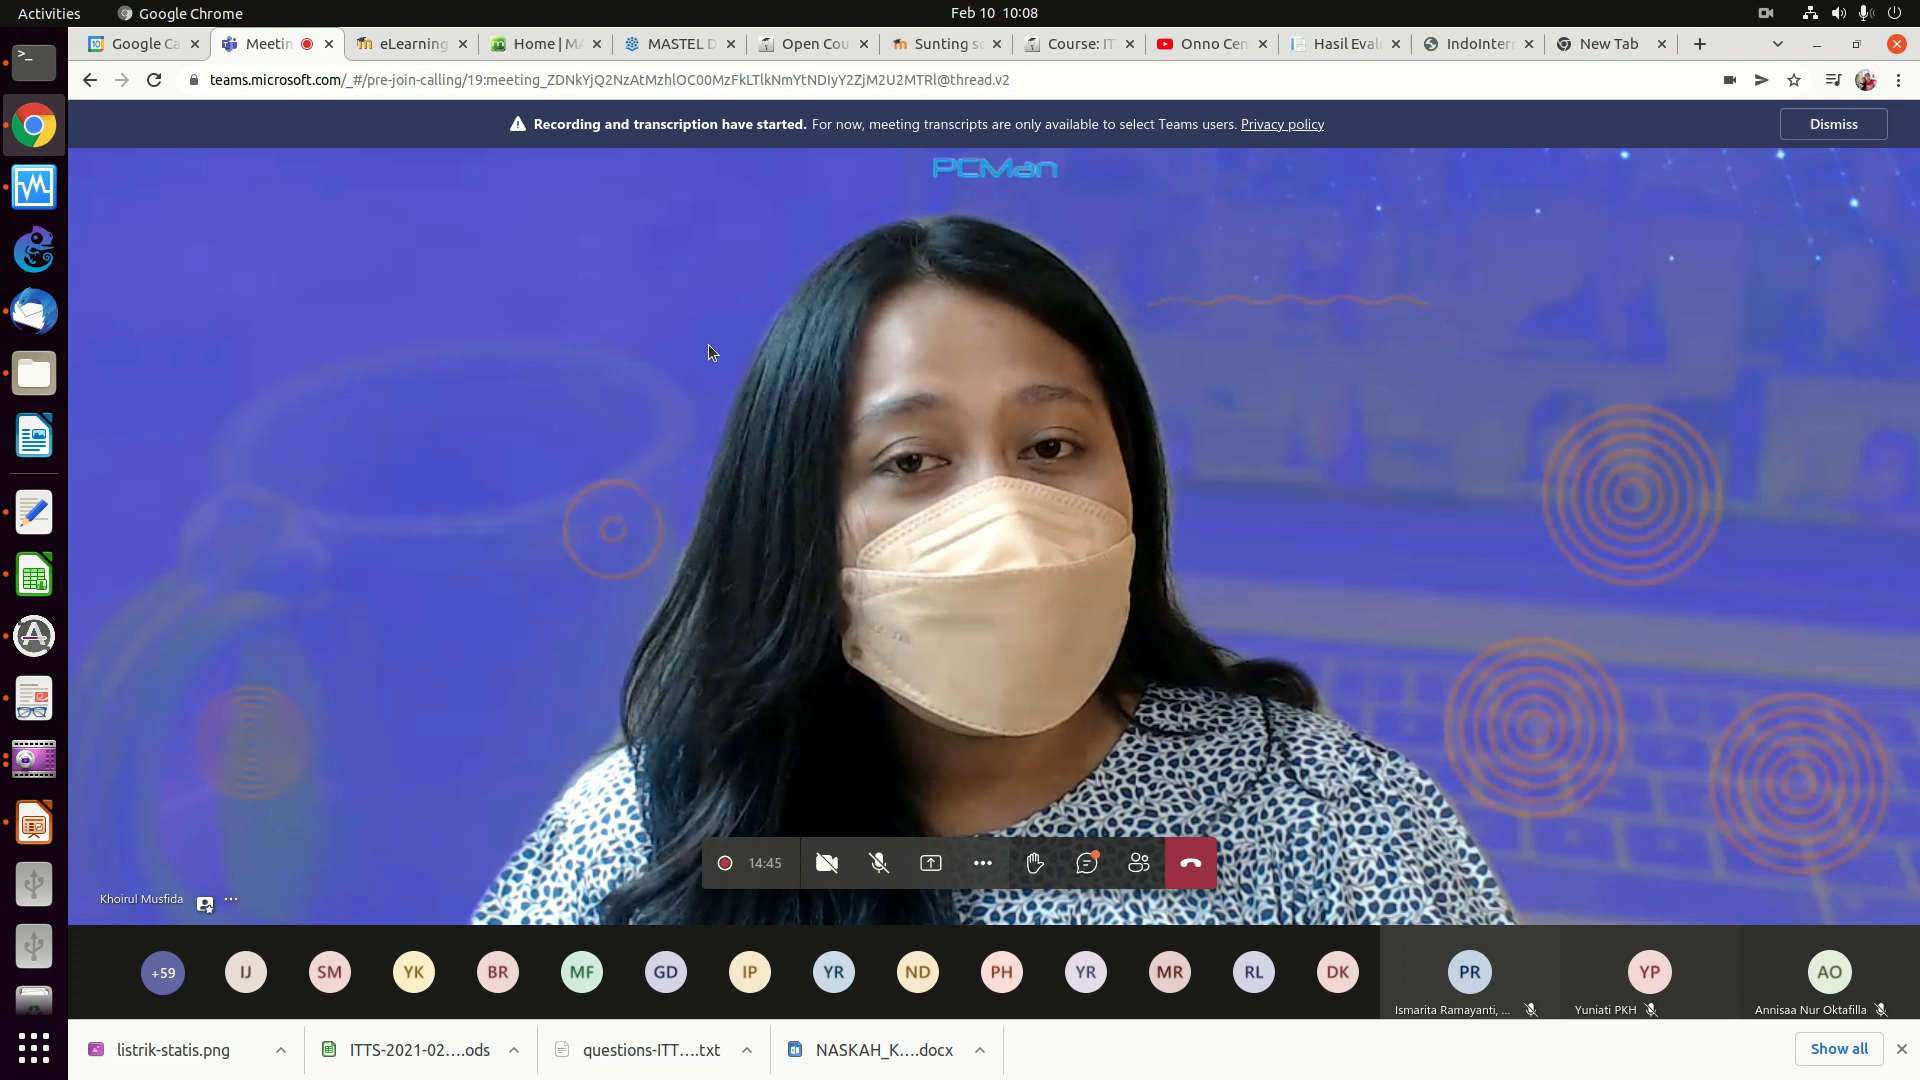 Activities
Google Chrome
Feb 10 10:08
Google Ca
Meetin
eLearning
Home | MA
MASTEL D
Open Cou
Sunting s
Course: IT
Onno Cen
Hasil Evalu
IndoInter
New Tab
teams.microsoft.com/_#/pre-join-calling/19:meeting_ZDNkYjQ2NzAtMzhlOC00MzFkLTlkNmYtNDIyY2ZjM2U2MTRl@thread.v2
Recording and transcription have started. For now, meeting transcripts are only available to select Teams users. Privacy policy
Dismiss
PCMan
14:45
Khoirul Musfida
+59
IJ
SM
YK
BR
MF
GD
IP
YR
ND
PH
YR
MR
RL
DK
PR
YP
AO
Ismarita Ramayanti, ...
Yuniati PKH
Annisaa Nur Oktafilla
listrik-statis.png
ITTS-2021-02....ods
questions-ITT....txt
NASKAH_K....docx
Show all